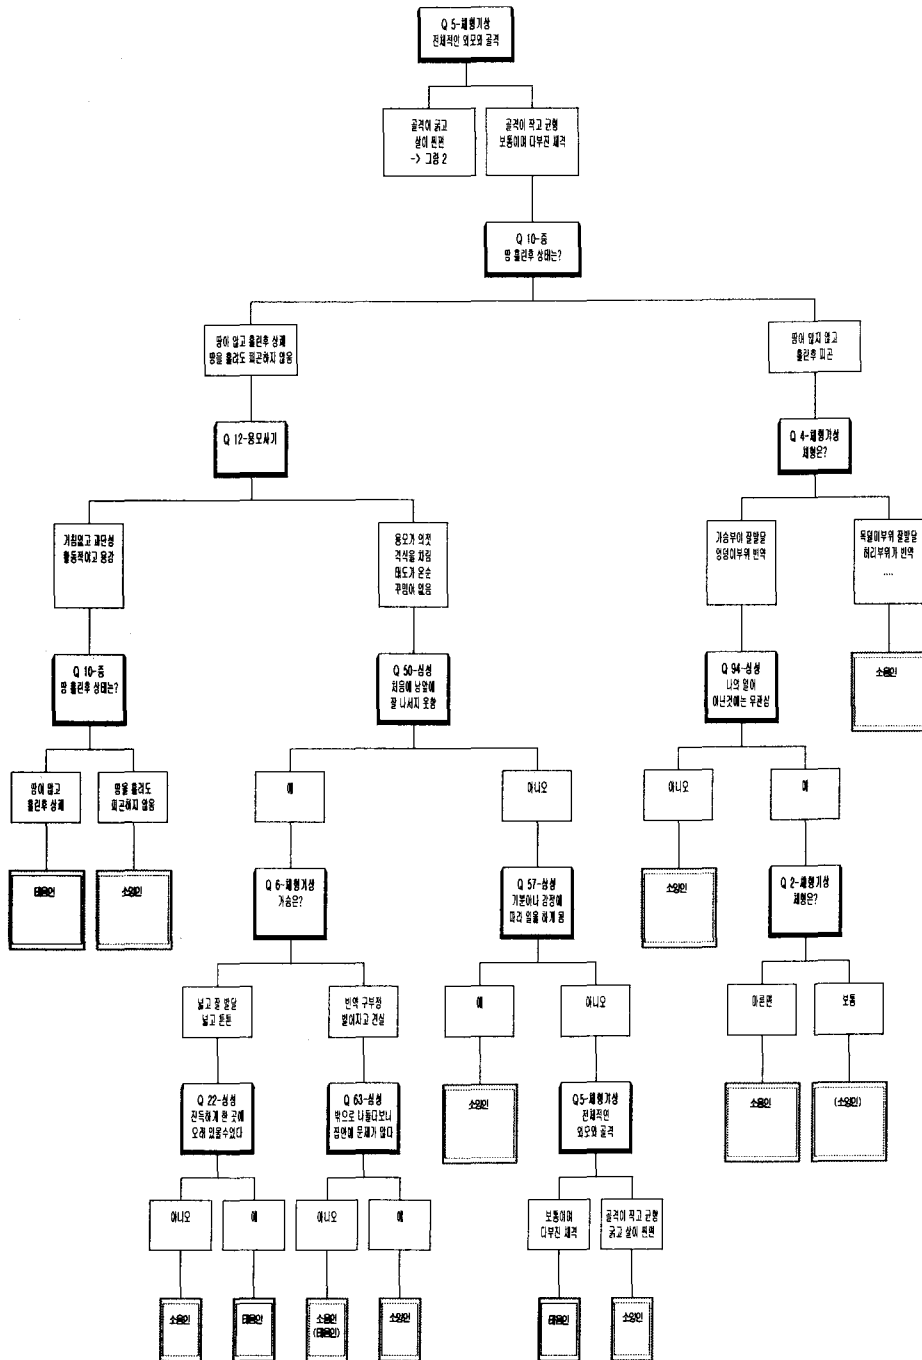 Q 5-체형기상
전체적인 외모와 골격
골격이 굵고
살이 찐편
-> 그림 2
골격이 작고 균형
보통이며 다부진 체격
Q 10-증
땀 흘린후 상태는?
땀이 많고 흘린후 상쾌
땀을 흘려도 피곤하지 않음
땀이 많지 않고
흘린후 피곤
Q 12-용모사기
Q 4-체형기상
체형은?
거침없고 과단성
활동적이고 용감
용모가 의젓
격식을 차림
태도가 온순
꾸밈이 없음
가슴부위 잘발달
엉덩이부위 빈약
목덜미부위 잘발달
허리부위가 빈약
....
Q 10-증
땀 흘린후 상태는?
Q 50-심성
처음에 낯앞에
잘 나서지 못함
Q 94-심성
나의 일이
아닌것에는 무관심
소음인
땀이 많고
흘린후 상쾌
땀을 흘려도
피곤하지 않음
예
아니오
아니오
예
태음인
소양인
Q 6-체형기상
가슴은?
Q 57-심성
기분이나 감정에
따라 일을 하게 됨
소양인
Q 2-체형기상
체형은?
넓고 잘 발달
넓고 튼튼
빈약 구부정
벌어지고 견실
예
아니오
마른편
보통
Q 22-심성
진득하게 한 곳에
오래 있을수있다
Q 63-심성
밖으로 나돌다보니
집안에 문제가 많다
소양인
Q5-체형기상
전체적인
외모와 골격
소음인
(소양인)
아니오
예
아니오
예
보통이며
다부진 체격
골격이 작고 균형
굵고 살이 찐편
소음인
태음인
소음인
(태음인)
소양인
태음인
소양인